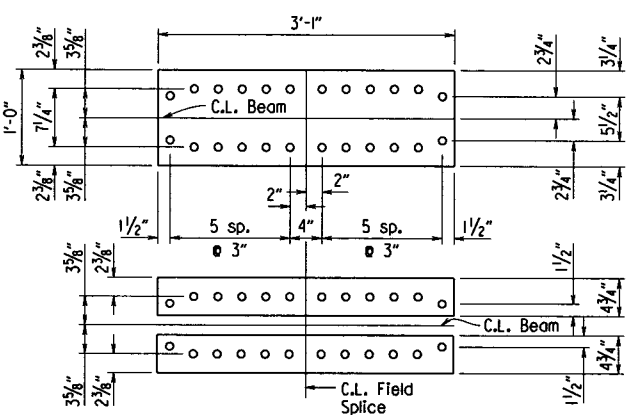 3'-1"
2 3/8" 3 5/8" 2 3/4" 3 1/4"
C.L. Beam
1'-0" 7 1/4" 5 1/2"
2 3/8" 3 5/8" 2" 2" 2 3/4" 3 1/4"
1 1/2" 5 sp. 4" 5 sp. 1 1/2"
@ 3" @ 3"
3 5/8" 2 3/8" 1 1/2" 4 3/4"
C.L. Beam
3 5/8" 2 3/8" 1 1/2" 4 3/4"
C.L. Field
Splice